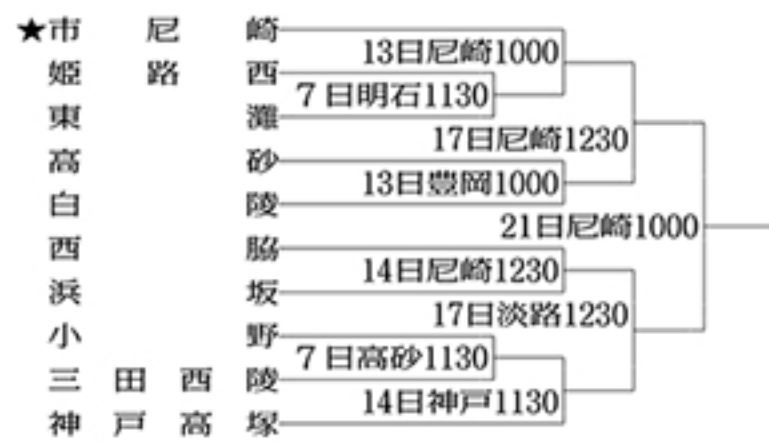 ★市尼崎
13日尼崎1000
姫路西
7日明石1130
東灘
17日尼崎1230
高砂
13日豊岡1000
白陵
21日尼崎1000
西脇
14日尼崎1230
浜坂
17日淡路1230
小野
7日高砂1130
三田西陵
14日神戸1130
神戸高塚